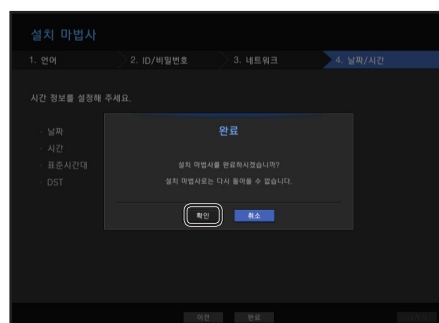 설치 마법사
1. 언어
2. ID/비밀번호
3. 네트워크
4. 날짜/시간
시간 정보를 설정해 주세요.
· 날짜
· 시간
· 표준시간대
· DST
완료
설치 마법사를 완료하시겠습니까?
설치 마법사로는 다시 돌아올 수 없습니다.
확인
취소
이전
완료